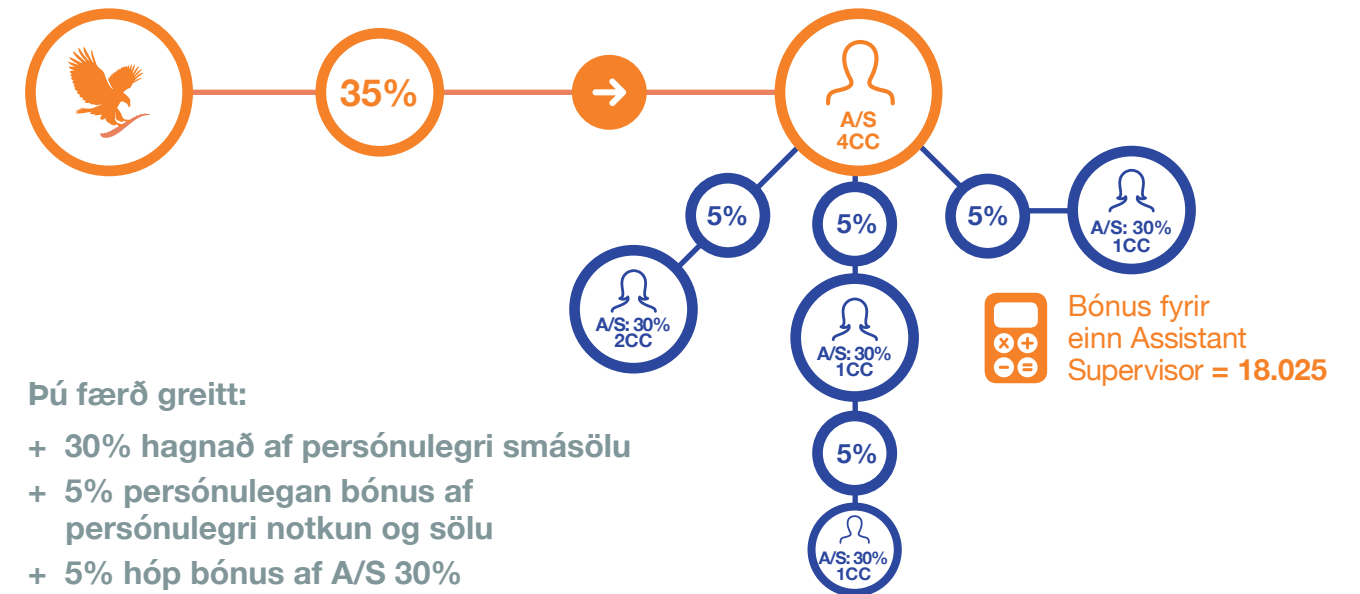 35%
A/S
4CC
5%
5%
5%
A/S: 30%
1CC
A/S: 30%
2CC
A/S: 30%
1CC
Bónus fyrir
einn Assistant
Supervisor = 18.025
5%
A/S: 30%
1CC
Þú færð greitt:
+ 30% hagnað af persónulegri smásölu
+ 5% persónulegan bónus af
persónulegri notkun og sölu
+ 5% hóp bónus af A/S 30%